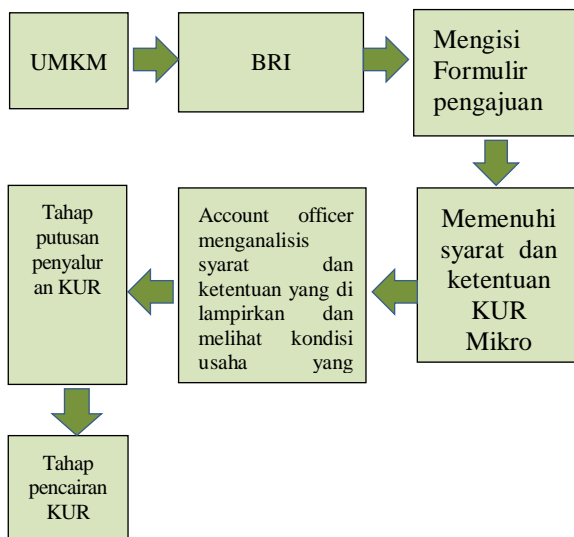 UMKM
BRI
Mengisi
Formulir
pengajuan
Memenuhi
syarat dan
ketentuan
KUR
Mikro
Account officer
menganalisis
syarat dan
ketentuan yang di
lampirkan dan
melihat kondisi
usaha yang
Tahap
putusan
penyalur
an KUR
Tahap
pencairan
KUR